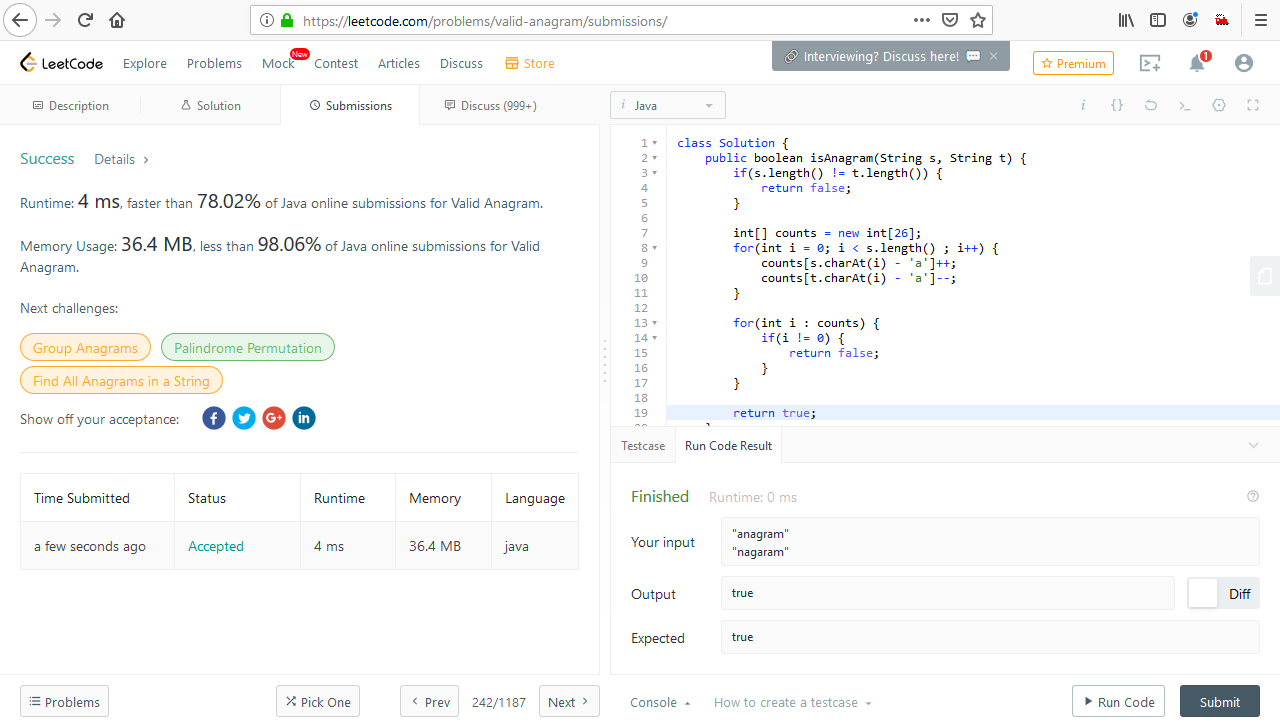 https://leetcode.com/problems/valid-anagram/submissions/
LeetCode Explore Problems Mock New Contest Articles Discuss Store Interviewing? Discuss here! Premium 1
Description Solution Submissions Discuss (999+)
i Java
Success Details
Runtime: 4 ms, faster than 78.02% of Java online submissions for Valid Anagram.
Memory Usage: 36.4 MB, less than 98.06% of Java online submissions for Valid
Anagram.
Next challenges:
Group Anagrams Palindrome Permutation
Find All Anagrams in a String
Show off your acceptance:
Time Submitted Status Runtime Memory Language
a few seconds ago Accepted 4 ms 36.4 MB java
1 class Solution {
2 public boolean isAnagram(String s, String t) {
3 if(s.length() != t.length()) {
4 return false;
5 }
6
7 int[] counts = new int[26];
8 for(int i = 0; i < s.length() ; i++) {
9 counts[s.charAt(i) - 'a']++;
10 counts[t.charAt(i) - 'a']--;
11 }
12
13 for(int i : counts) {
14 if(i != 0) {
15 return false;
16 }
17 }
18
19 return true;
Testcase Run Code Result
Finished Runtime: 0 ms
Your input
"anagram"
"nagaram"
Output true Diff
Expected true
Problems Pick One Prev 242/1187 Next
Console How to create a testcase Run Code Submit